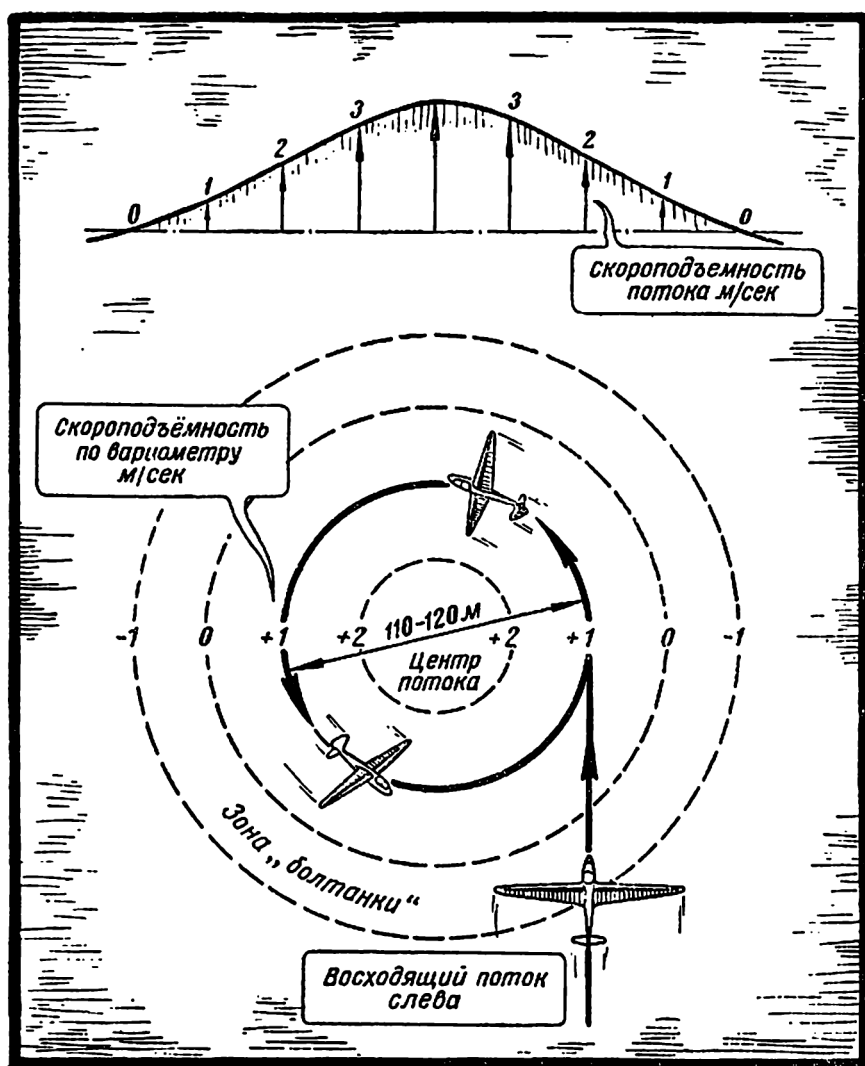 3 3
2 2
1 1
0 0
Скороподъемность
потока м/сек
Скороподъёмность
по вариометру
м/сек
110-120 м
-1 0 +1 +2 +2 +1 0 -1
Центр
потока
Зона „болтанки“
Восходящий поток
слева